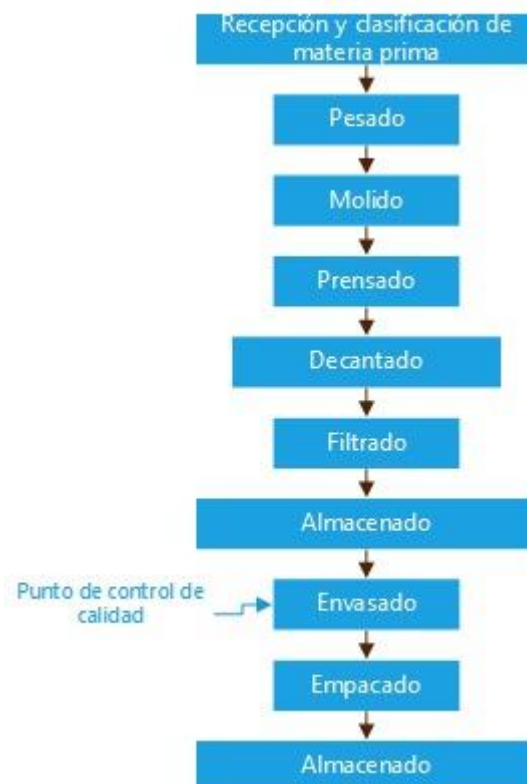 Recepción y clasificación de
materia prima
Pesado
Molido
Prensado
Decantado
Filtrado
Almacenado
Punto de control de
calidad
Envasado
Empacado
Almacenado